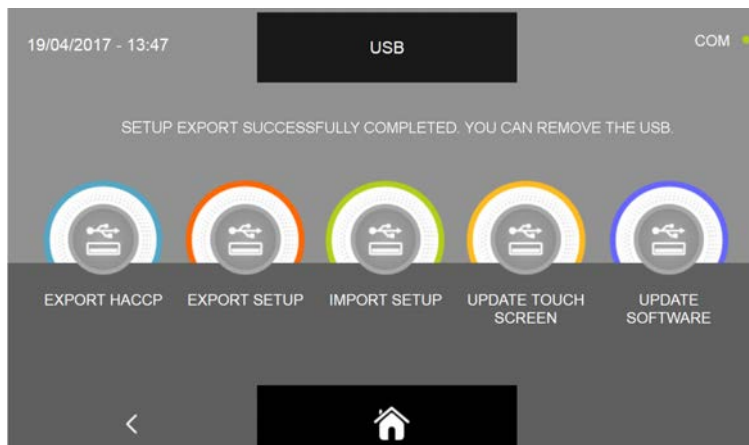 19/04/2017 - 13:47
USB
COM
SETUP EXPORT SUCCESSFULLY COMPLETED. YOU CAN REMOVE THE USB.
EXPORT HACCP
EXPORT SETUP
IMPORT SETUP
UPDATE TOUCH
SCREEN
UPDATE
SOFTWARE